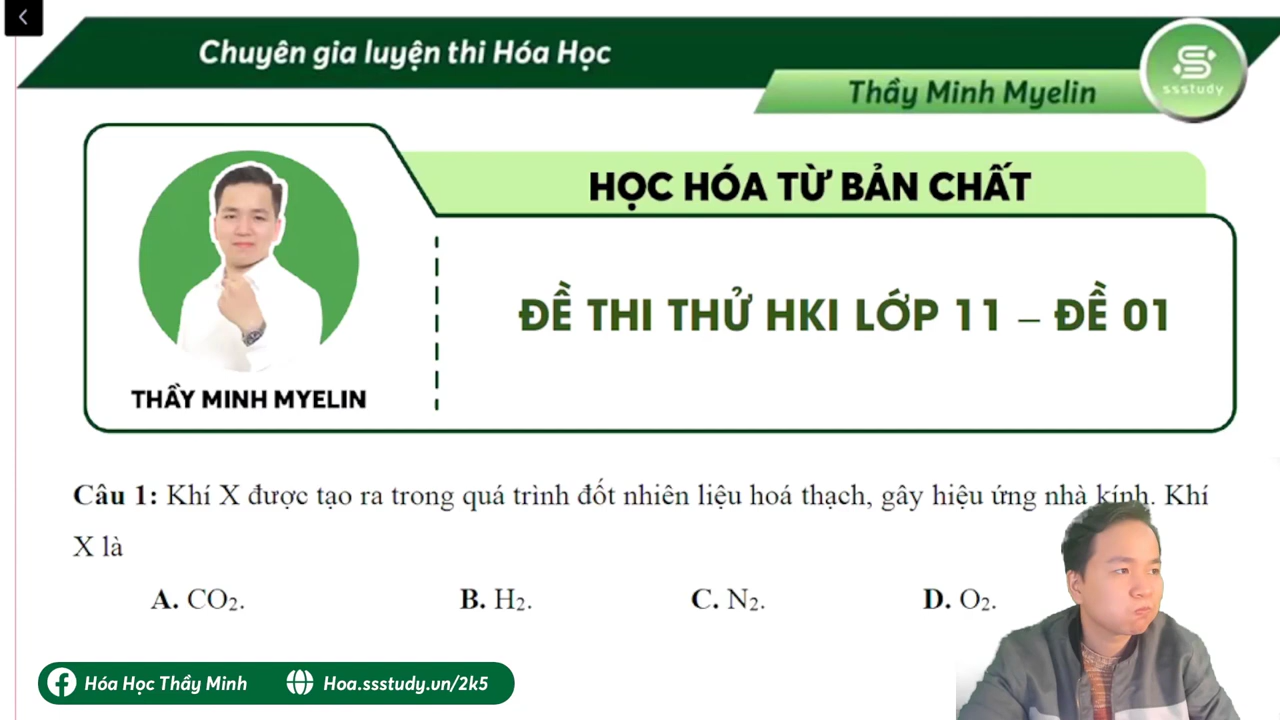 Chuyên gia luyện thi Hóa Học
Thầy Minh Myelin
ssstudy
HỌC HÓA TỪ BẢN CHẤT
ĐỀ THI THỬ HKI LỚP 11 – ĐỀ 01
THẦY MINH MYELIN
Câu 1: Khí X được tạo ra trong quá trình đốt nhiên liệu hoá thạch, gây hiệu ứng nhà kính. Khí
X là
A. CO₂. B. H₂. C. N₂. D. O₂.
Hóa Học Thầy Minh Hoa.ssstudy.vn/2k5